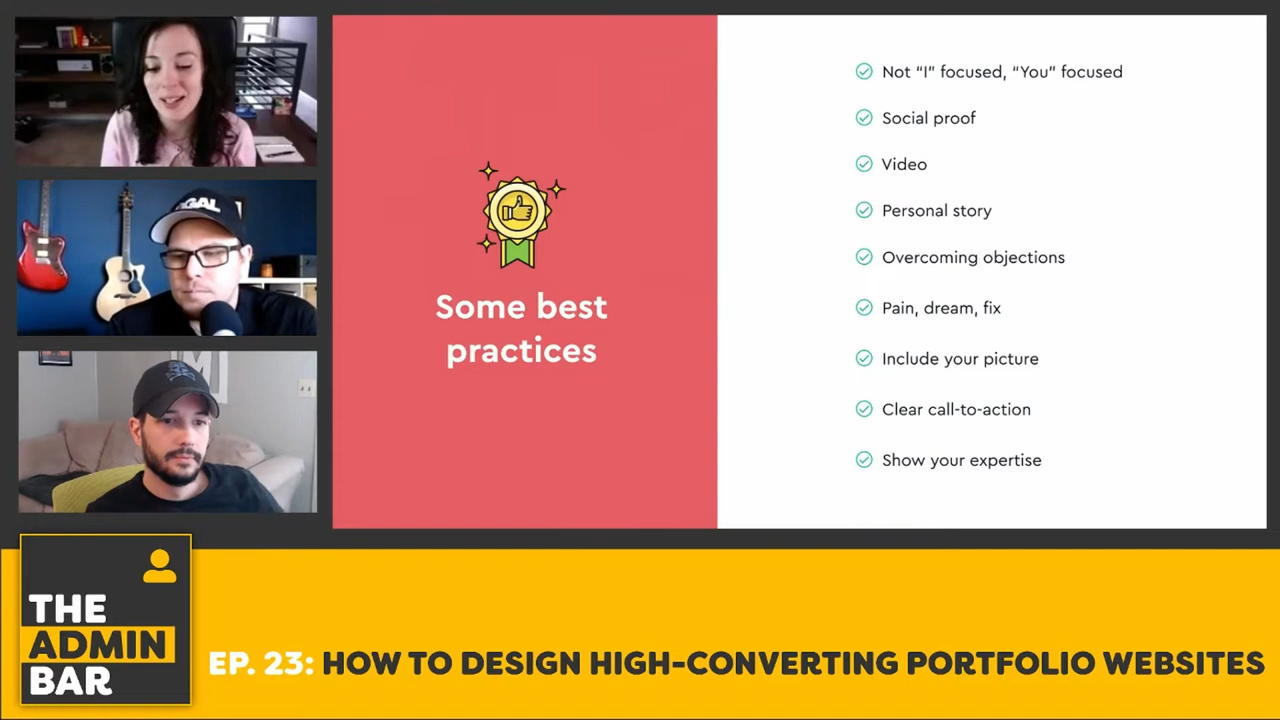 Some best
practices
Not “I” focused, “You” focused
Social proof
Video
Personal story
Overcoming objections
Pain, dream, fix
Include your picture
Clear call-to-action
Show your expertise
THE
ADMIN
BAR
EP. 23: HOW TO DESIGN HIGH-CONVERTING PORTFOLIO WEBSITES